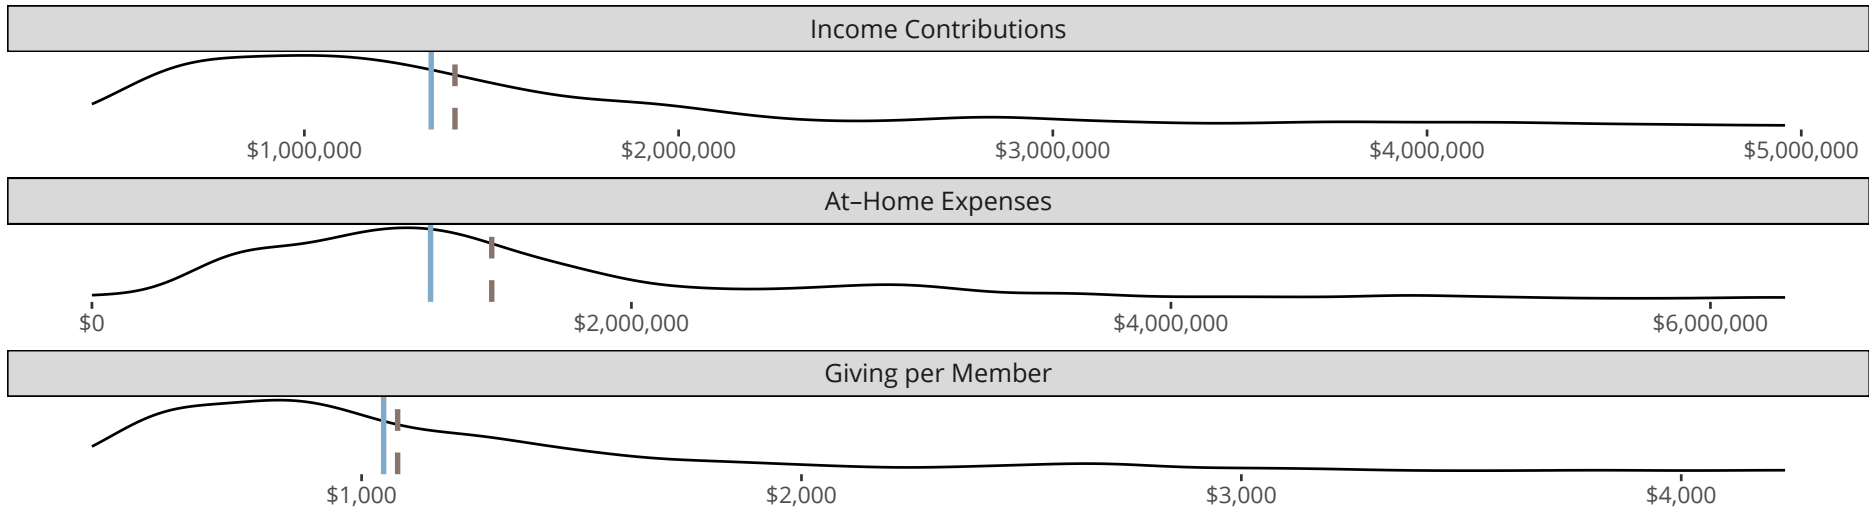 Income Contributions
$1,000,000 $2,000,000 $3,000,000 $4,000,000 $5,000,000
At–Home Expenses
$0 $2,000,000 $4,000,000 $6,000,000
Giving per Member
$1,000 $2,000 $3,000 $4,000